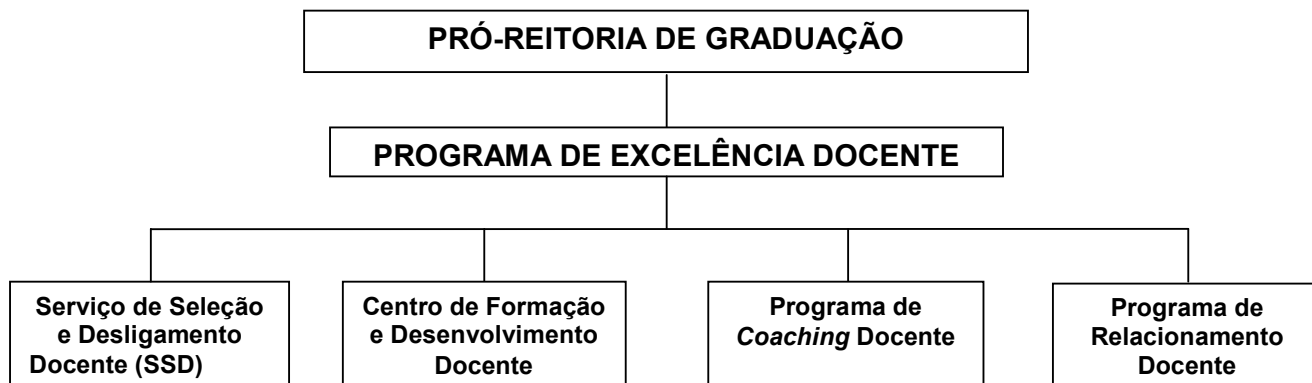 PRÓ-REITORIA DE GRADUAÇÃO
PROGRAMA DE EXCELÊNCIA DOCENTE
Serviço de Seleção
e Desligamento
Docente (SSD)
Centro de Formação
e Desenvolvimento
Docente
Programa de
Coaching Docente
Programa de
Relacionamento
Docente